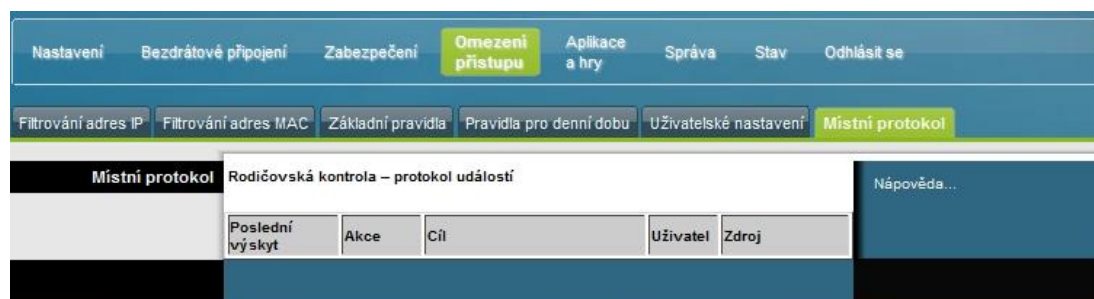 Nastavení Bezdrátové připojení Zabezpečení Omezení přístupu Aplikace a hry Správa Stav Odhlásit se
Filtrování adres IP Filtrování adres MAC Základní pravidla Pravidla pro denní dobu Uživatelské nastavení Místní protokol
Místní protokol
Rodičovská kontrola – protokol událostí
Nápověda...
Poslední výskyt Akce Cíl Uživatel Zdroj